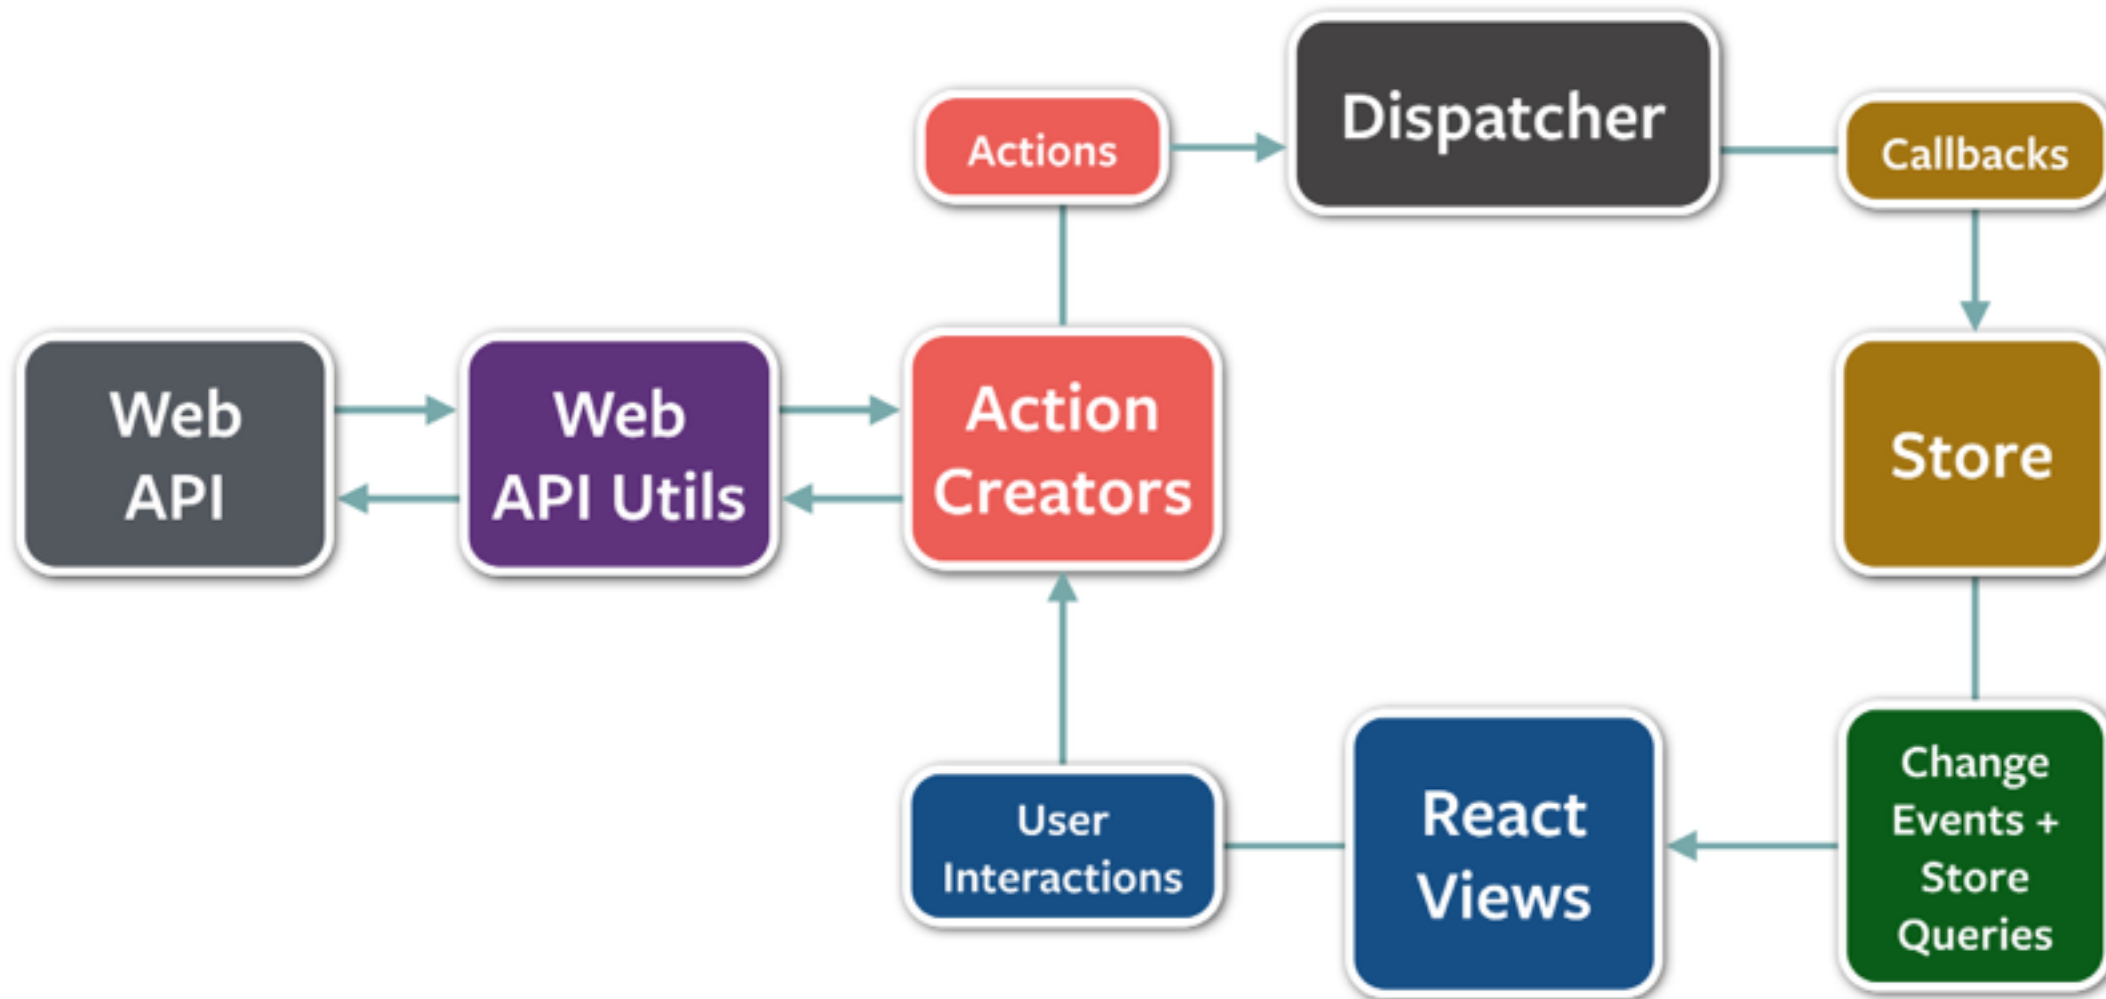 Dispatcher
Actions
Callbacks
Web
API
Web
API Utils
Action
Creators
Store
User
Interactions
React
Views
Change
Events +
Store
Queries